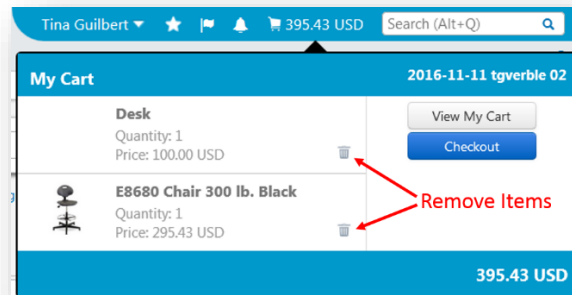 Tina Guilbert 395.43 USD Search (Alt+Q)
My Cart 2016-11-11 tgverble 02
Desk
Quantity: 1
Price: 100.00 USD
View My Cart
Checkout
E8680 Chair 300 lb. Black
Quantity: 1
Price: 295.43 USD
Remove Items
395.43 USD